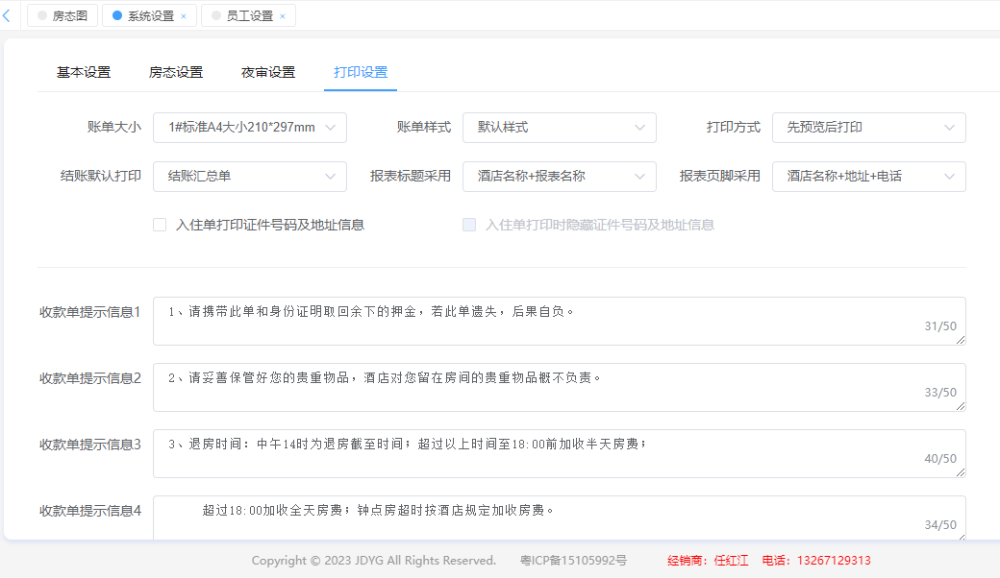 房态图 系统设置 × 员工设置 ×
基本设置 房态设置 夜审设置 打印设置
账单大小 1#标准A4大小210*297mm 账单样式 默认样式 打印方式 先预览后打印
结账默认打印 结账汇总单 报表标题采用 酒店名称+报表名称 报表页脚采用 酒店名称+地址+电话
入住单打印证件号码及地址信息 入住单打印时隐藏证件号码及地址信息
收款单提示信息1 1、请携带此单和身份证明取回余下的押金，若此单遗失，后果自负。
31/50
收款单提示信息2 2、请妥善保管好您的贵重物品，酒店对您留在房间的贵重物品概不负责。
33/50
收款单提示信息3 3、退房时间：中午14时为退房截至时间；超过以上时间至18:00前加收半天房费；
40/50
收款单提示信息4 超过18:00加收全天房费；钟点房超时按酒店规定加收房费。
34/50
Copyright © 2023 JDYG All Rights Reserved. 粤ICP备15105992号 经销商：任红江 电话：13267129313